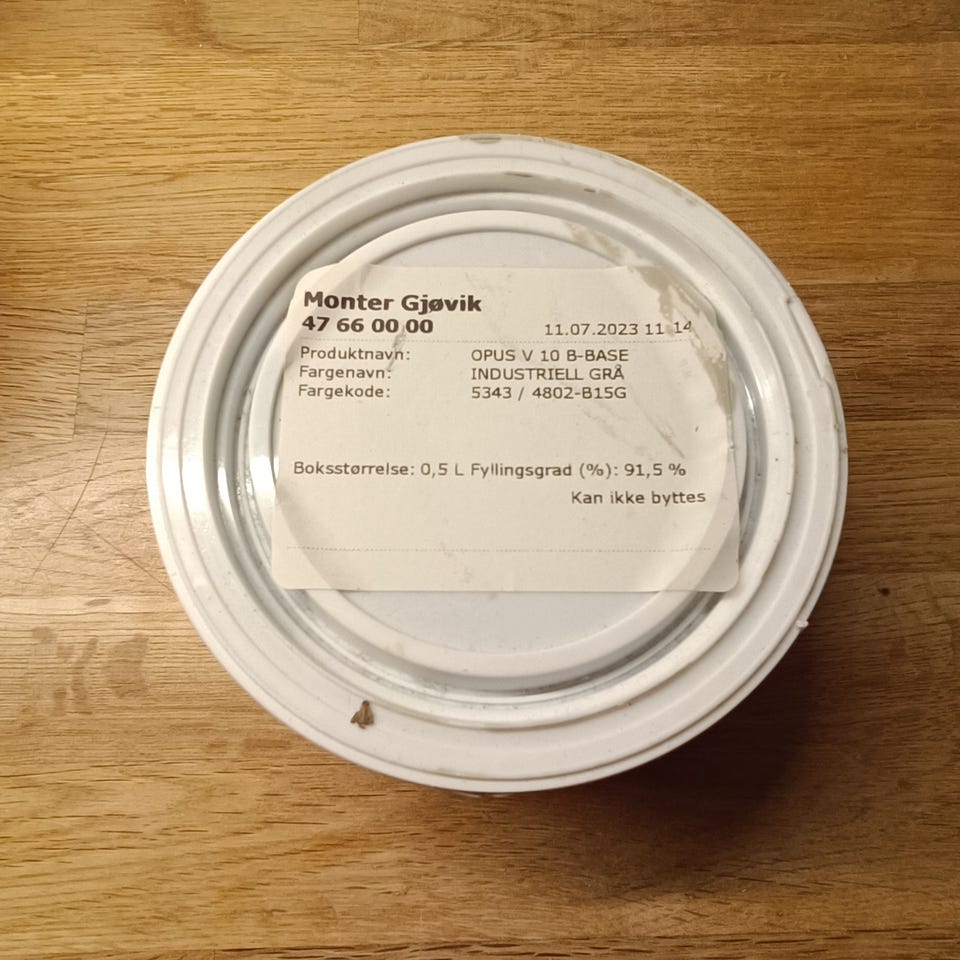 Monter Gjøvik
47 66 00 00 11.07.2023 11:14
Produktnavn: OPUS V 10 B-BASE
Fargenavn: INDUSTRIELL GRÅ
Fargekode: 5343 / 4802-B15G
Boksstørrelse: 0,5 L Fyllingsgrad (%): 91,5 %
Kan ikke byttes